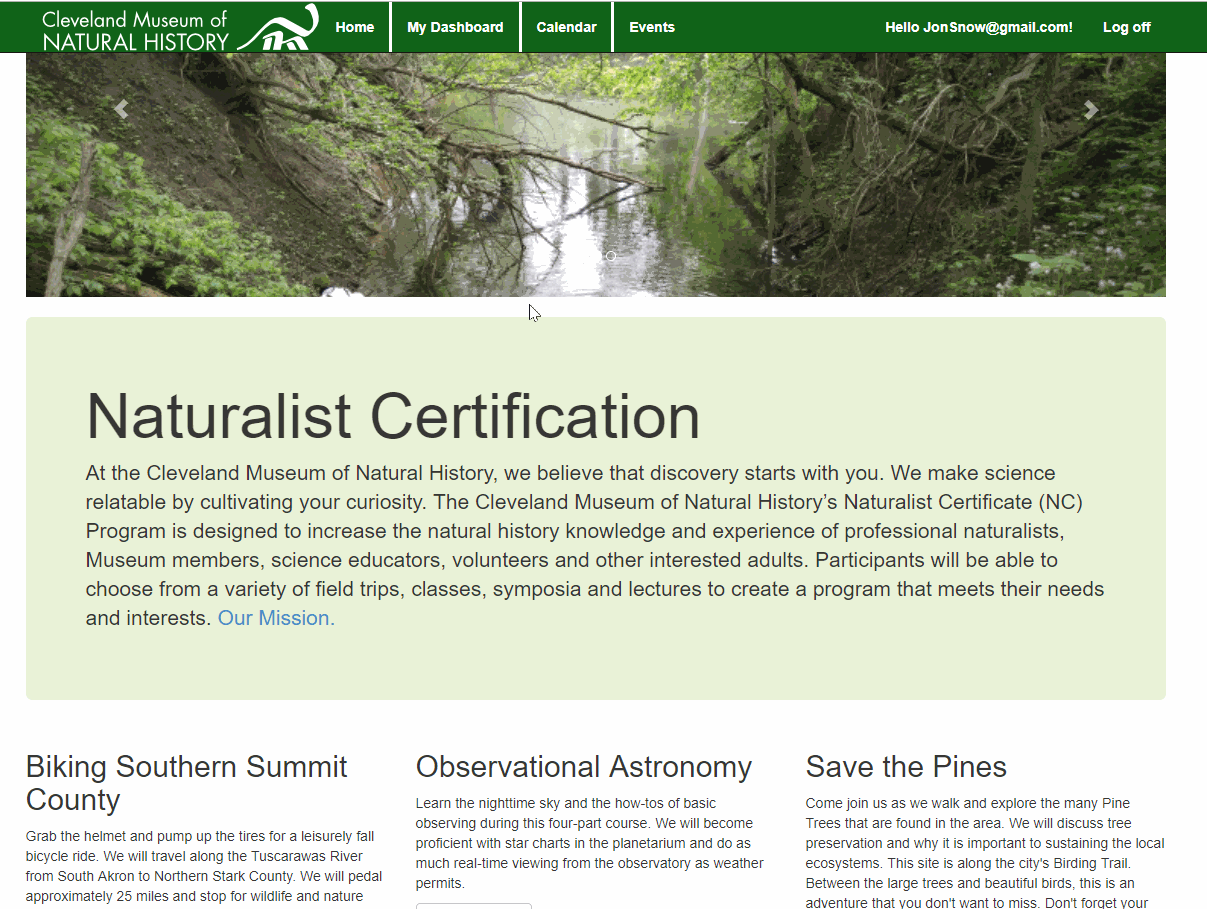 Cleveland Museum of
NATURAL HISTORY
Home
My Dashboard
Calendar
Events
Hello JonSnow@gmail.com!
Log off
Naturalist Certification
At the Cleveland Museum of Natural History, we believe that discovery starts with you. We make science
relatable by cultivating your curiosity. The Cleveland Museum of Natural History’s Naturalist Certificate (NC)
Program is designed to increase the natural history knowledge and experience of professional naturalists,
Museum members, science educators, volunteers and other interested adults. Participants will be able to
choose from a variety of field trips, classes, symposia and lectures to create a program that meets their needs
and interests. Our Mission.
Biking Southern Summit
County
Grab the helmet and pump up the tires for a leisurely fall
bicycle ride. We will travel along the Tuscarawas River
from South Akron to Northern Stark County. We will pedal
approximately 25 miles and stop for wildlife and nature
Observational Astronomy
Learn the nighttime sky and the how-tos of basic
observing during this four-part course. We will become
proficient with star charts in the planetarium and do as
much real-time viewing from the observatory as weather
permits.
Save the Pines
Come join us as we walk and explore the many Pine
Trees that are found in the area. We will discuss tree
preservation and why it is important to sustaining the local
ecosystems. This site is along the city's Birding Trail.
Between the large trees and beautiful birds, this is an
adventure that you don't want to miss. Don't forget your